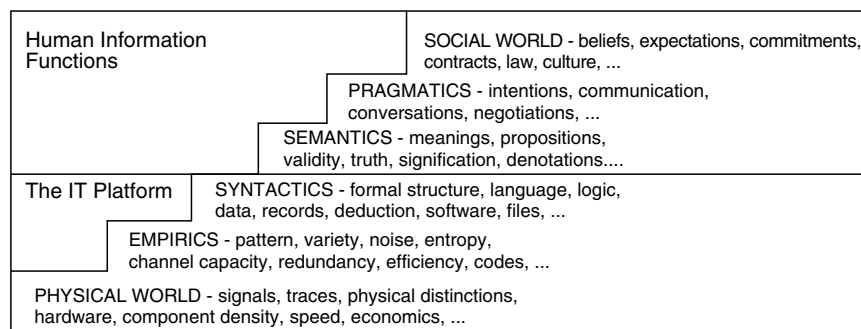 Human Information
Functions
SOCIAL WORLD - beliefs, expectations, commitments,
contracts, law, culture, ...
PRAGMATICS - intentions, communication,
conversations, negotiations, ...
SEMANTICS - meanings, propositions,
validity, truth, signification, denotations....
The IT Platform
SYNTACTICS - formal structure, language, logic,
data, records, deduction, software, files, ...
EMPIRICS - pattern, variety, noise, entropy,
channel capacity, redundancy, efficiency, codes, ...
PHYSICAL WORLD - signals, traces, physical distinctions,
hardware, component density, speed, economics, ...